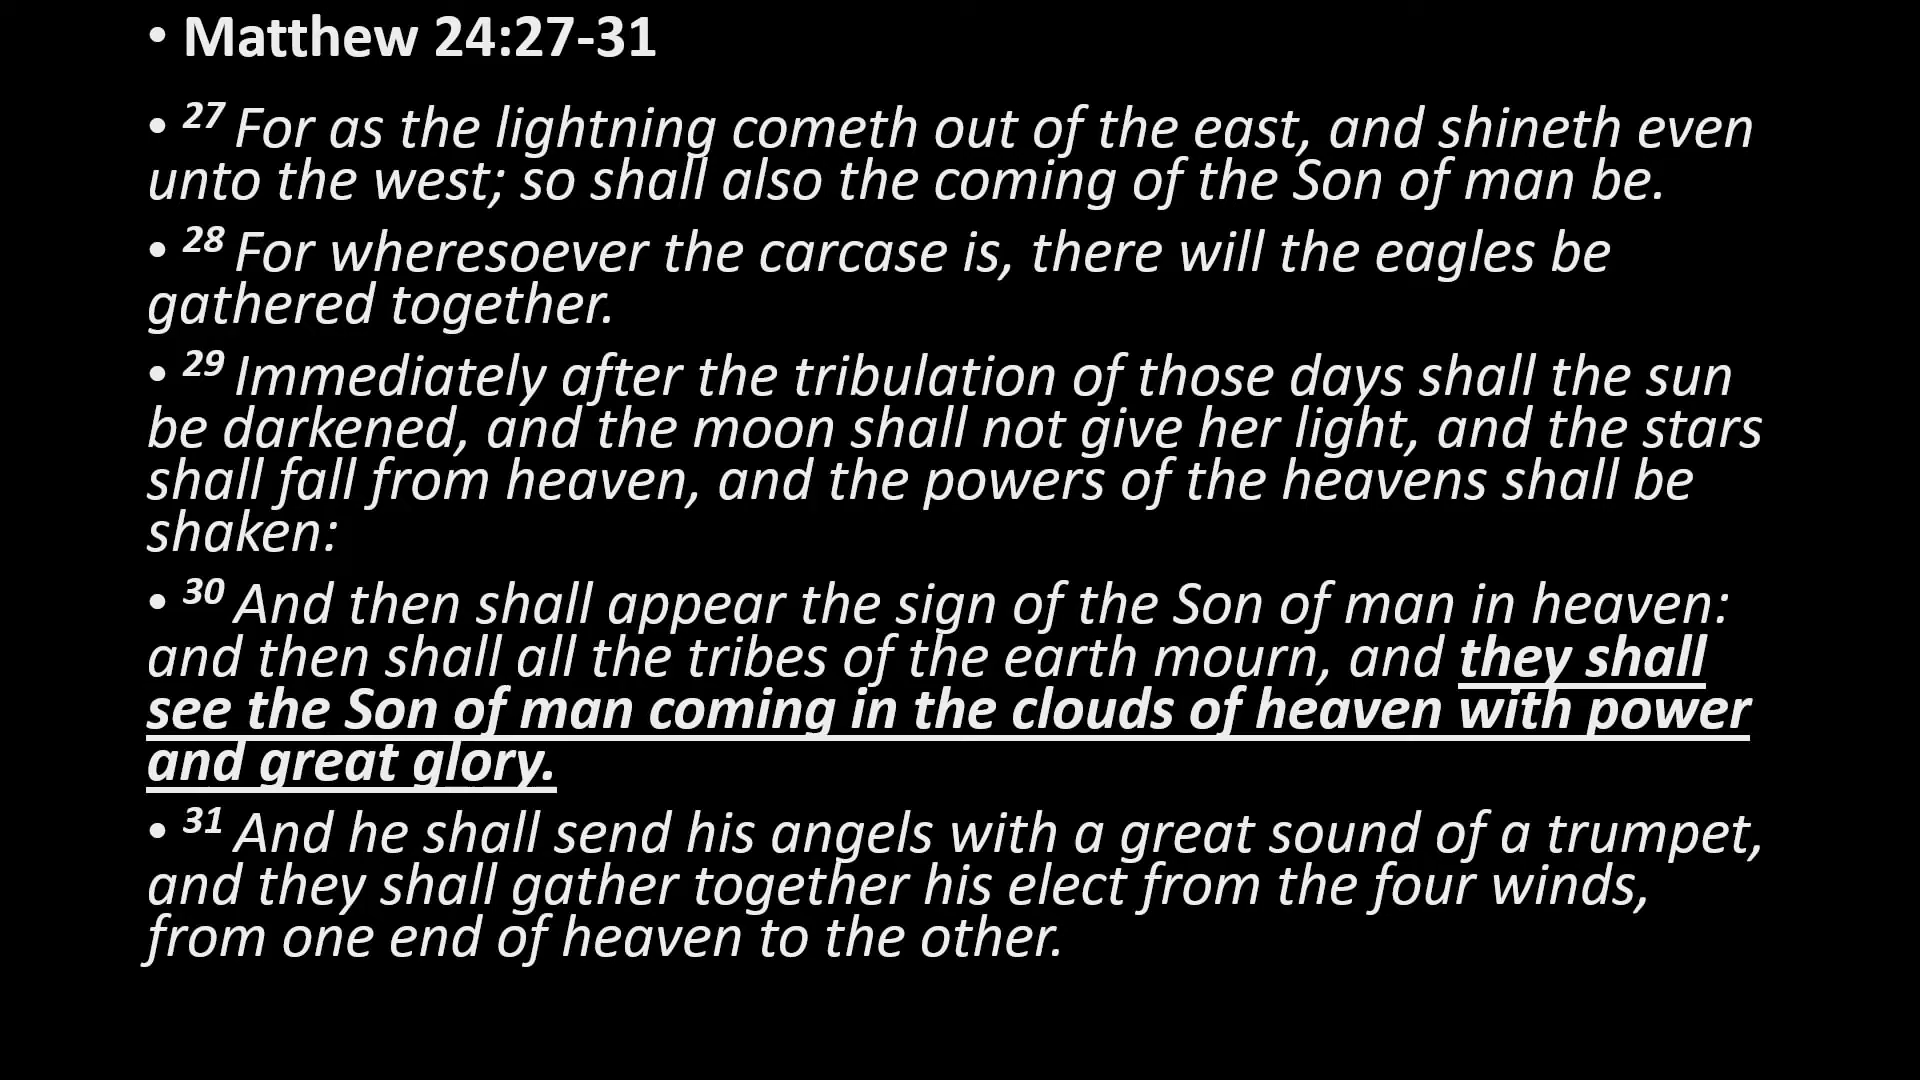 • Matthew 24:27-31
• 27 For as the lightning cometh out of the east, and shineth even
unto the west; so shall also the coming of the Son of man be.
• 28 For wheresoever the carcase is, there will the eagles be
gathered together.
• 29 Immediately after the tribulation of those days shall the sun
be darkened, and the moon shall not give her light, and the stars
shall fall from heaven, and the powers of the heavens shall be
shaken:
• 30 And then shall appear the sign of the Son of man in heaven:
and then shall all the tribes of the earth mourn, and they shall
see the Son of man coming in the clouds of heaven with power
and great glory.
• 31 And he shall send his angels with a great sound of a trumpet,
and they shall gather together his elect from the four winds,
from one end of heaven to the other.